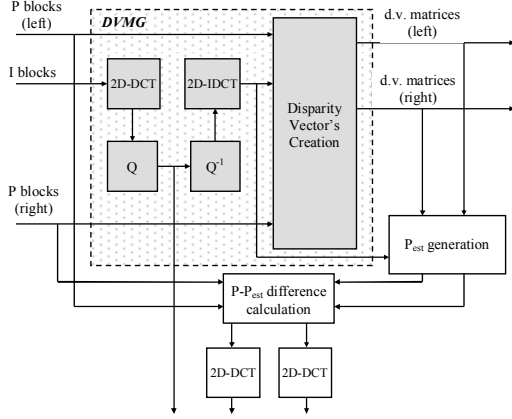 P blocks
(left)
DVMG
d.v. matrices
(left)
I blocks
2D-DCT
2D-IDCT
d.v. matrices
(right)
Disparity
Vector's
Creation
Q
Q-1
P blocks
(right)
Pest generation
P-Pest difference
calculation
2D-DCT
2D-DCT